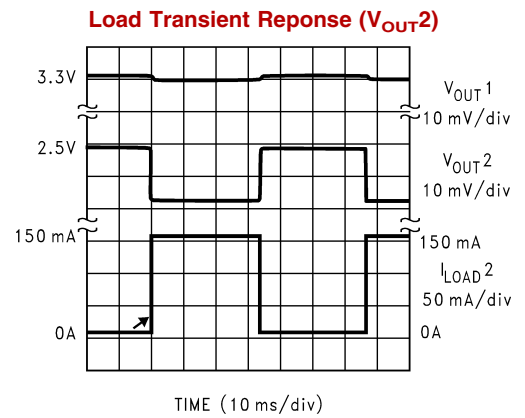 Load Transient Reponse (VOUT2)
3.3V
VOUT1
10 mV/div
2.5V
VOUT2
10 mV/div
150 mA
150 mA
ILOAD2
50 mA/div
0A
0A
TIME (10 ms/div)